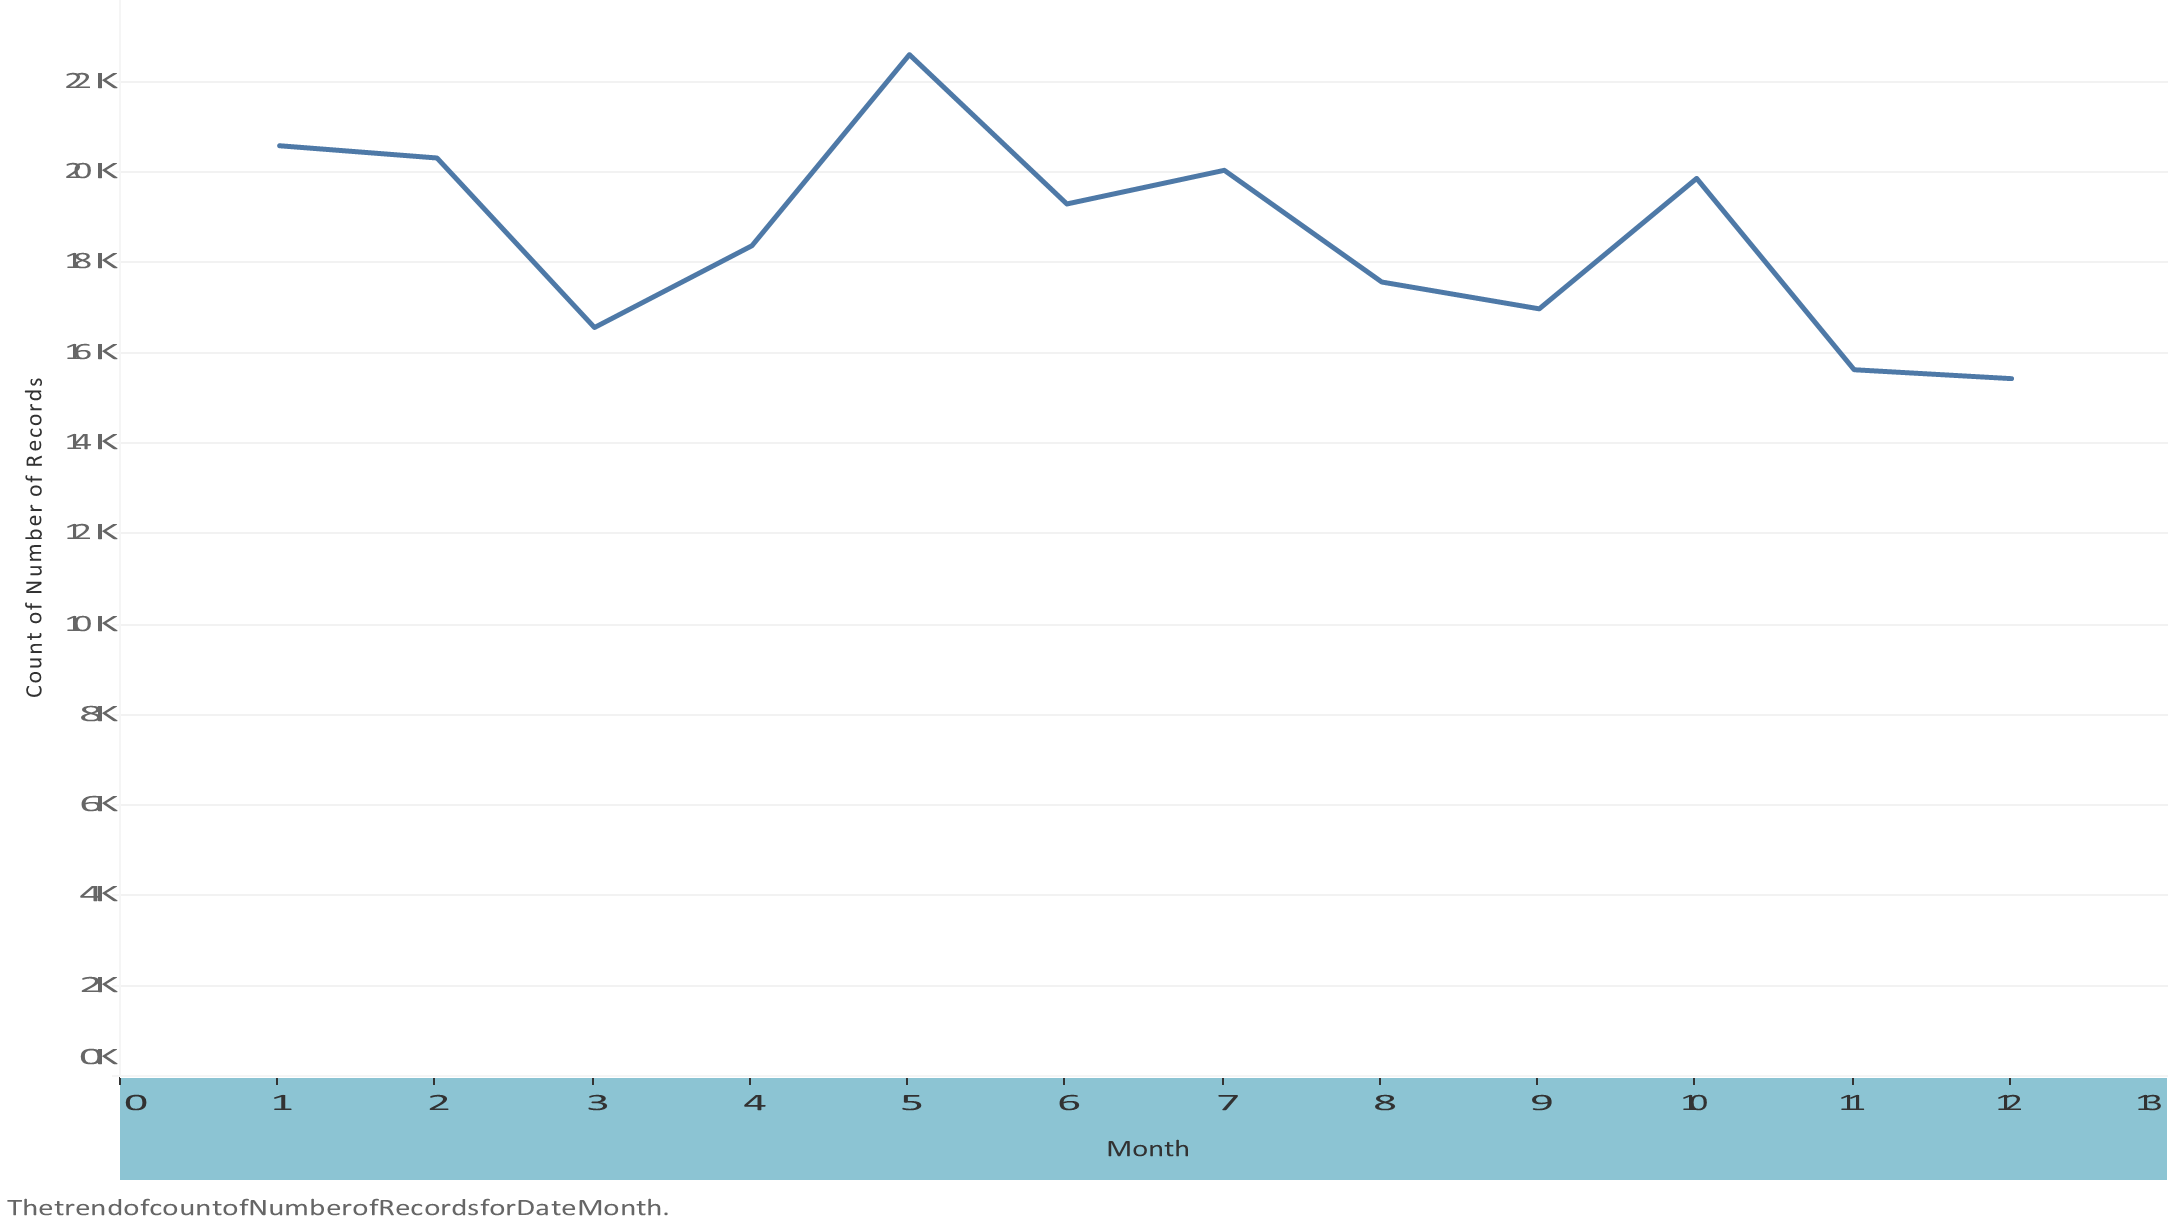 22K
20K
18K
16K
14K
12K
10K
8K
6K
4K
2K
0K
Count of Number of Records
0 1 2 3 4 5 6 7 8 9 10 11 12 13
Month
ThetrendofcountofNumberofRecordsforDateMonth.